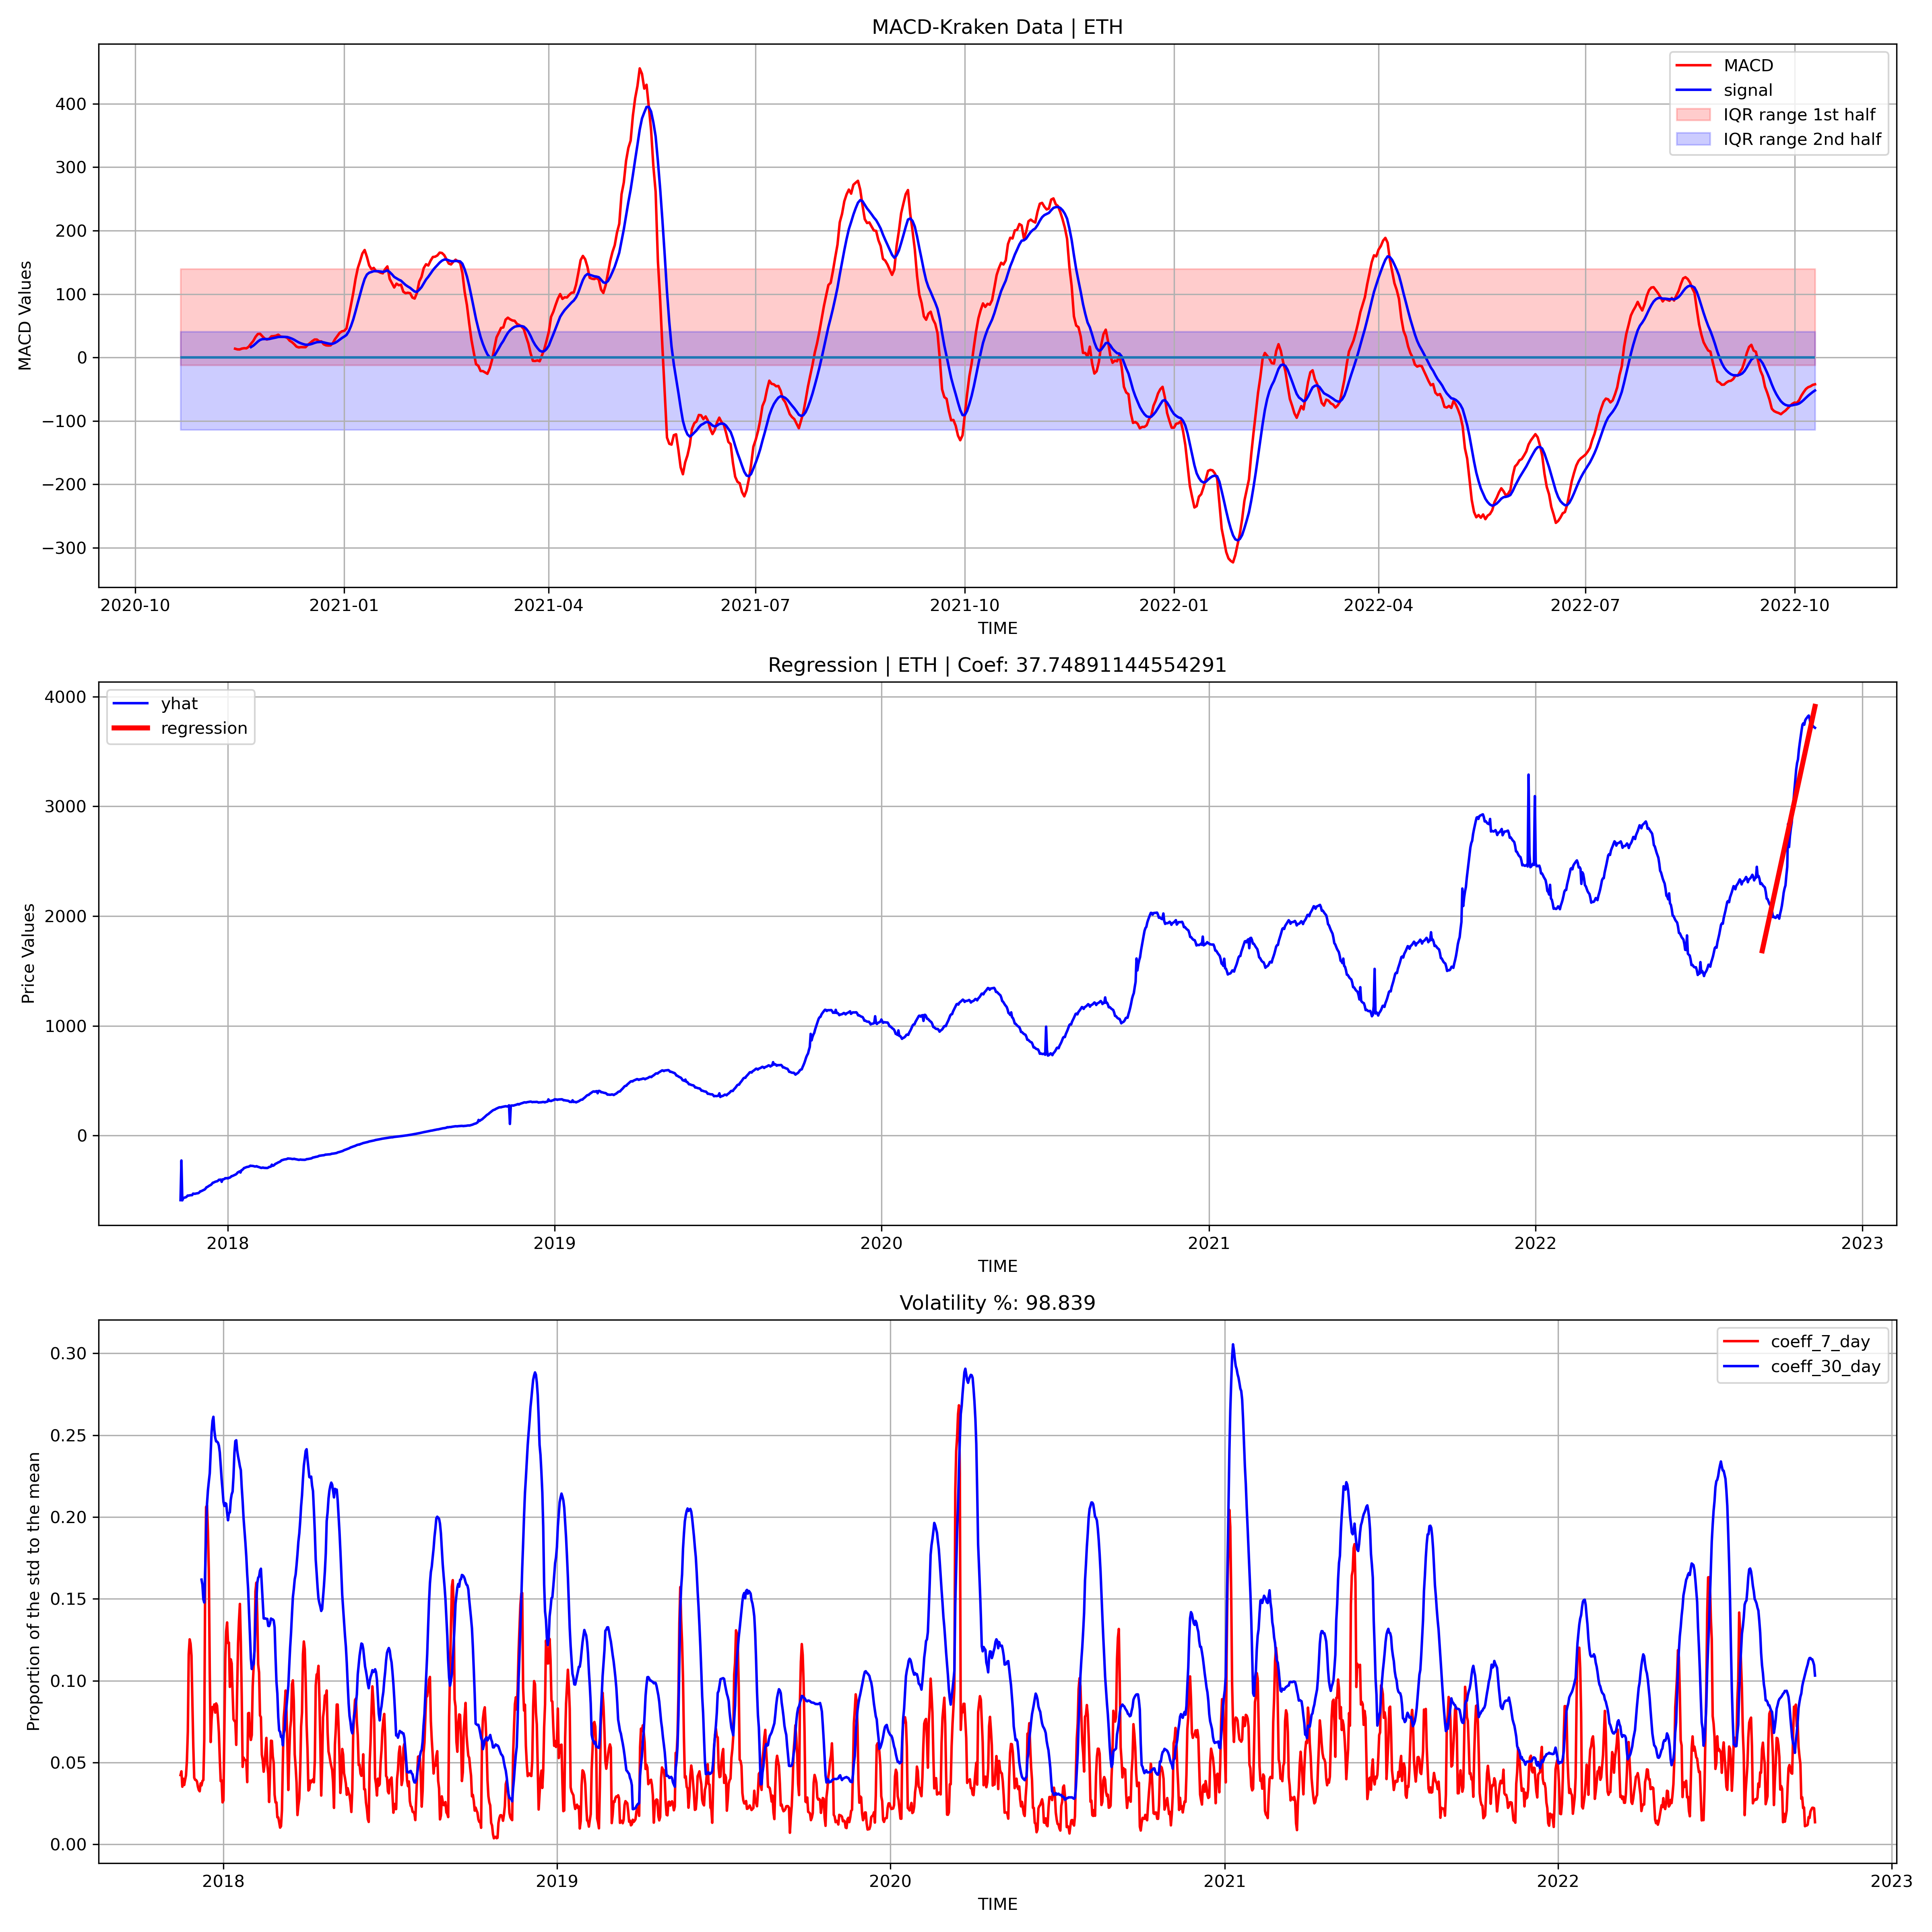 MACD-Kraken Data | ETH
MACD
signal
IQR range 1st half
IQR range 2nd half
MACD Values
400
300
200
100
0
−100
−200
−300
2020-10 2021-01 2021-04 2021-07 2021-10 2022-01 2022-04 2022-07 2022-10
TIME
Regression | ETH | Coef: 37.74891144554291
yhat
regression
Price Values
4000
3000
2000
1000
0
2018 2019 2020 2021 2022 2023
TIME
Volatility %: 98.839
coeff_7_day
coeff_30_day
Proportion of the std to the mean
0.30
0.25
0.20
0.15
0.10
0.05
0.00
2018 2019 2020 2021 2022 2023
TIME